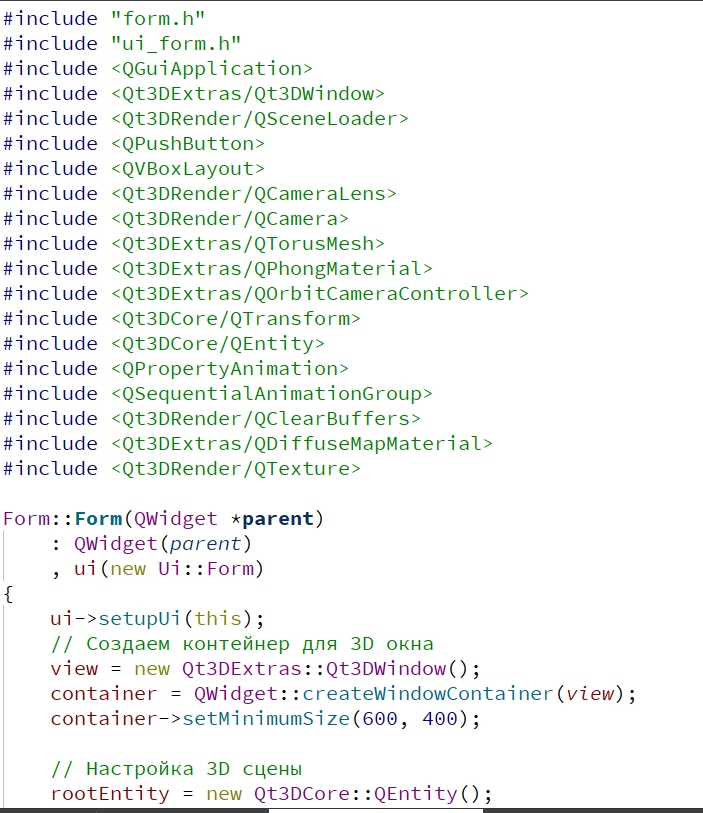 #include "form.h"
#include "ui_form.h"
#include <QGuiApplication>
#include <Qt3DExtras/Qt3DWindow>
#include <Qt3DRender/QSceneLoader>
#include <QPushButton>
#include <QVBoxLayout>
#include <Qt3DRender/QCameraLens>
#include <Qt3DRender/QCamera>
#include <Qt3DExtras/QTorusMesh>
#include <Qt3DExtras/QPhongMaterial>
#include <Qt3DExtras/QOrbitCameraController>
#include <Qt3DCore/QTransform>
#include <Qt3DCore/QEntity>
#include <QPropertyAnimation>
#include <QSequentialAnimationGroup>
#include <Qt3DRender/QClearBuffers>
#include <Qt3DExtras/QDiffuseMapMaterial>
#include <Qt3DRender/QTexture>

Form::Form(QWidget *parent)
    : QWidget(parent)
    , ui(new Ui::Form)
{
    ui->setupUi(this);
    // Создаем контейнер для 3D окна
    view = new Qt3DExtras::Qt3DWindow();
    container = QWidget::createWindowContainer(view);
    container->setMinimumSize(600, 400);

    // Настройка 3D сцены
    rootEntity = new Qt3DCore::QEntity();